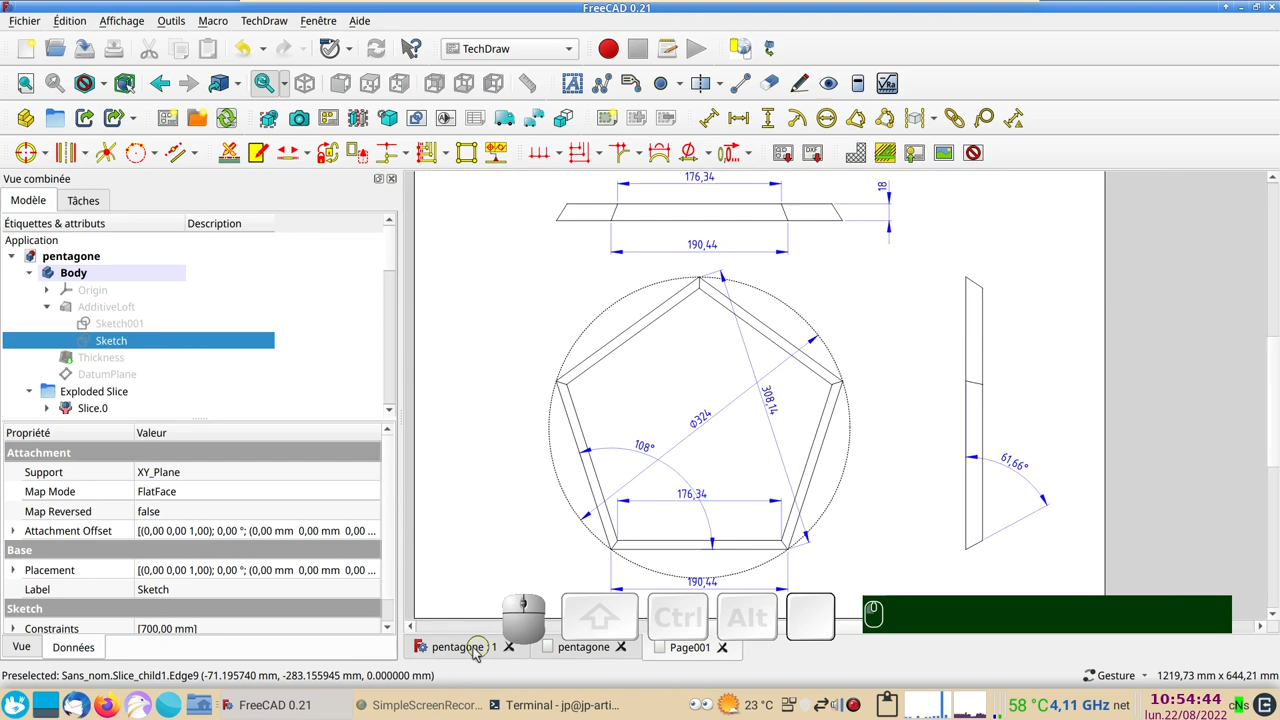 FreeCAD 0.21
Fichier Édition Affichage Outils Macro TechDraw Fenêtre Aide
TechDraw
Vue combinée
Modèle Tâches
Étiquettes & attributs Description
Application
pentagone
Body
Origin
AdditiveLoft
Sketch001
Sketch
Thickness
DatumPlane
Exploded Slice
Slice.0
Propriété Valeur
Attachment
Support XY_Plane
Map Mode FlatFace
Map Reversed false
Attachment Offset [(0,00 0,00 1,00); 0,00 °; (0,00 mm 0,00 mm 0,00 ...
Base
Placement [(0,00 0,00 1,00); 0,00 °; (0,00 mm 0,00 mm 0,00 ...
Label Sketch
Sketch
Constraints [700,00 mm]
Vue Données
176,34
18
190,44
308,14
ϕ324
108°
176,34
61,66°
190,44
Ctrl Alt
pentagone : 1 pentagone Page001
Preselected: Sans_nom.Slice_child1.Edge9 (-71.195740 mm, -283.155945 mm, 0.000000 mm) Gesture 1219,73 mm x 644,21 mm
FreeCAD 0.21 SimpleScreenRecor... Terminal - jp@jp-arti... 23 °C 58 °C 4,11 GHz net 10:54:44
lun.22/08/2022 cNs